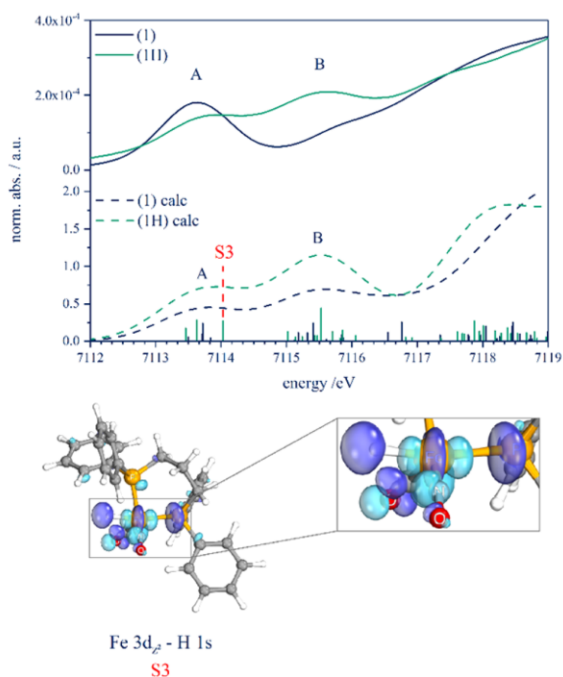 4.0x10⁻⁴
(1)
(1H)
A
B
2.0x10⁻⁴
0.0
norm. abs. / a.u.
2.0
(1) calc
(1H) calc
1.5
S3
B
1.0
A
0.5
0.0
7112 7113 7114 7115 7116 7117 7118 7119
energy /eV
O
O
Fe 3d_z² - H 1s
S3